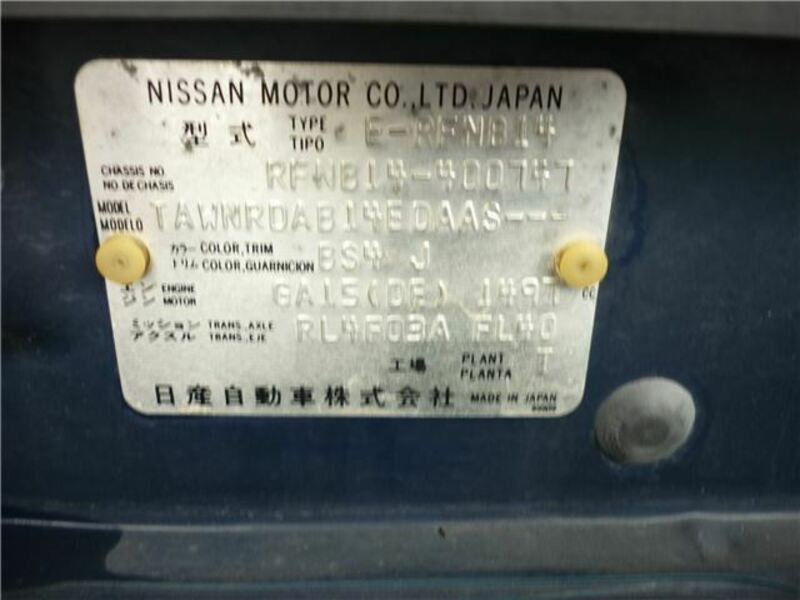 NISSAN MOTOR CO.,LTD.JAPAN
型式 TYPE TIPO E-RFNB14
CHASSIS NO. NO DE CHASIS RFNB14-400747
MODEL MODELO TAWNRDAB14EDAAS---
カラー COLOR,TRIM トリム COLOR,GUARNICION BS4 J
エンジン ENGINE MOTOR GA15(DE) 1497 CC
ミッション TRANS.,AXLE アクスル TRANS.,EJE RL4F03A FL40
工場 PLANT PLANTA T
日産自動車株式会社 MADE IN JAPAN